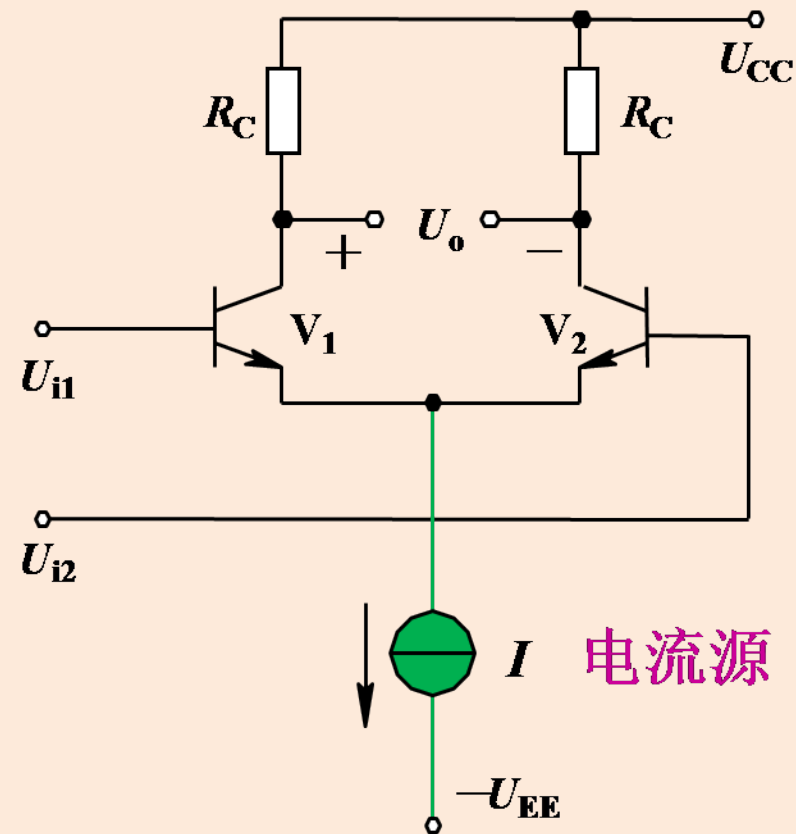 U_CC
R_C R_C
+ U_o −
V_1 V_2
U_i1
U_i2
I 电流源
−U_EE